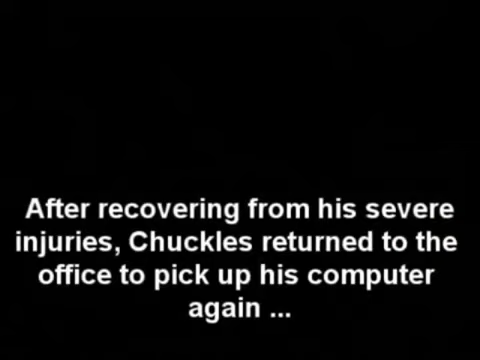 After recovering from his severe
injuries, Chuckles returned to the
office to pick up his computer
again ...